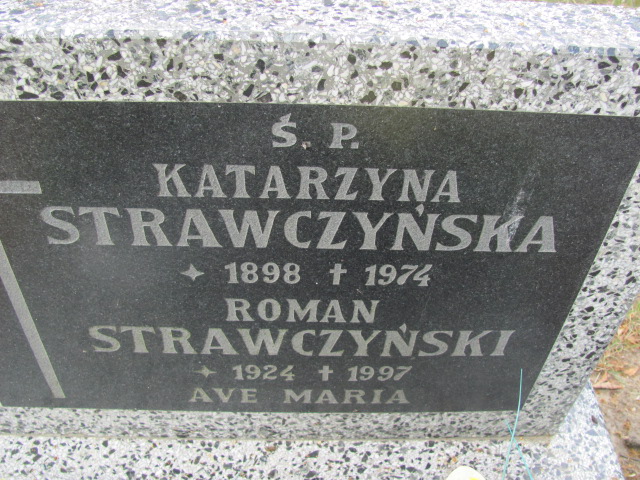 Ś. P.
KATARZYNA
STRAWCZYŃSKA
✦ 1898 ✝ 1974
ROMAN
STRAWCZYŃSKI
✦ 1924 ✝ 1997
AVE MARIA